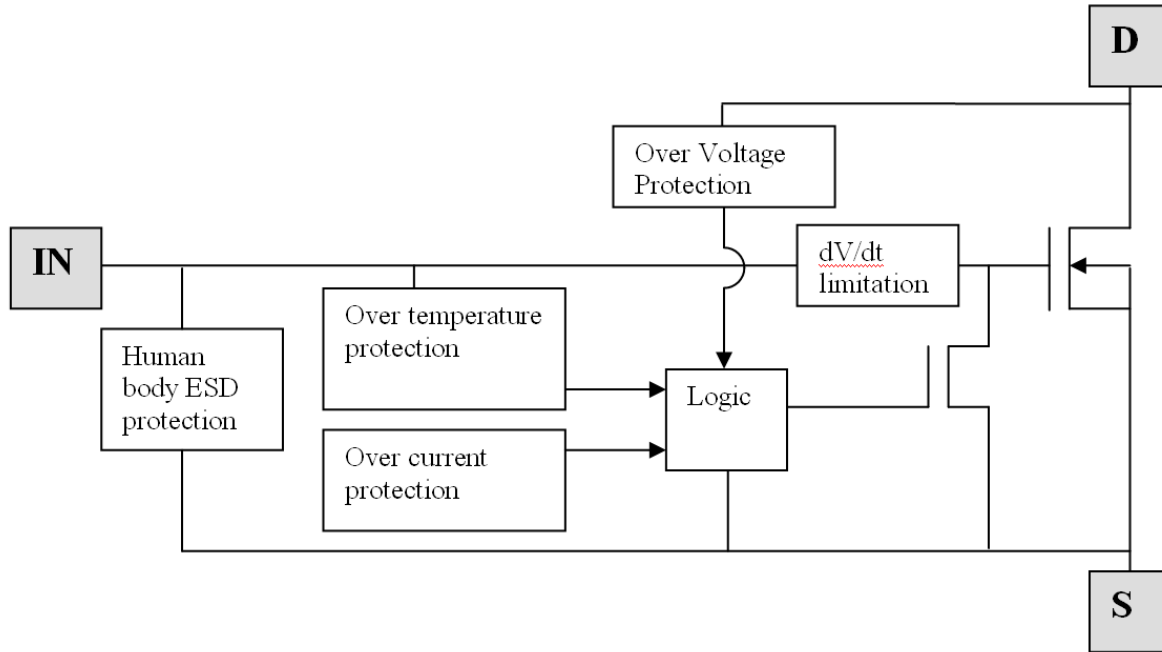 D
Over Voltage
Protection
IN
dV/dt
limitation
Over temperature
protection
Human
body ESD
protection
Logic
Over current
protection
S